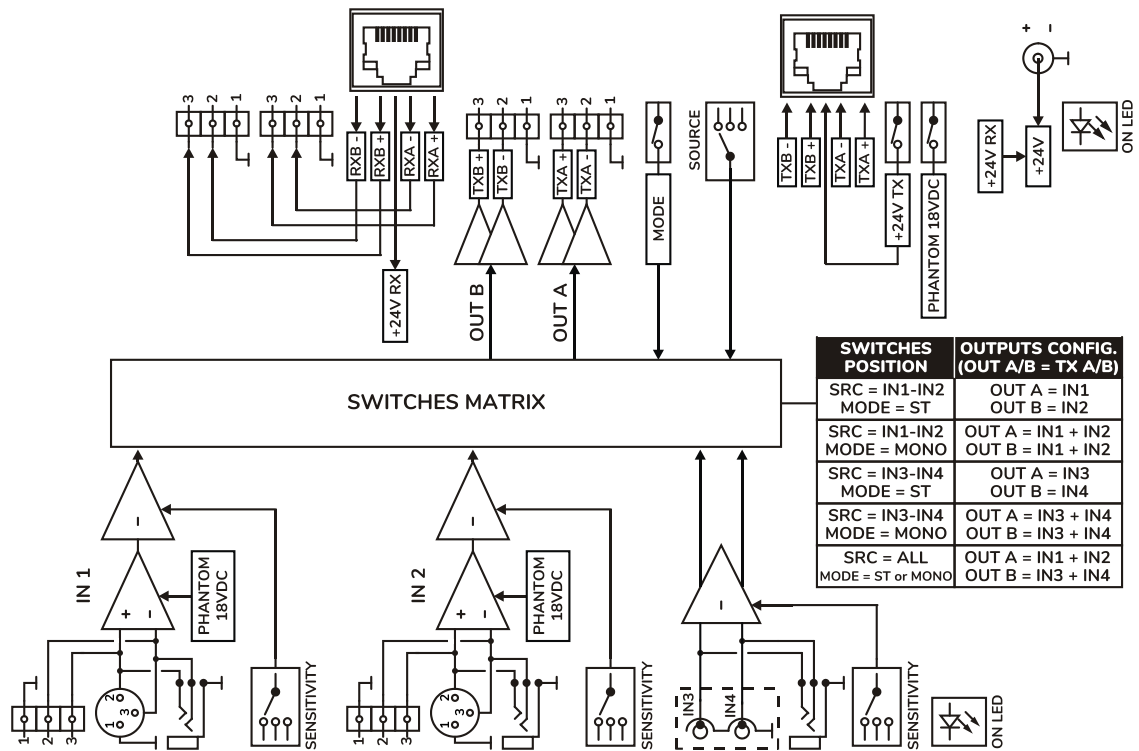 3
2
1
3
2
1
RXB -
RXB +
RXA -
RXA +
+24V RX
3
2
1
3
2
1
TXB +
TXB -
TXA +
TXA -
OUT B
OUT A
MODE
SOURCE
TXB -
TXB +
TXA -
TXA +
+24V TX
PHANTOM 18VDC
+ −
+24V RX
+24V
ON LED
SWITCHES MATRIX
SWITCHES POSITION
OUTPUTS CONFIG.
(OUT A/B = TX A/B)
SRC = IN1-IN2
MODE = ST
OUT A = IN1
OUT B = IN2
SRC = IN1-IN2
MODE = MONO
OUT A = IN1 + IN2
OUT B = IN1 + IN2
SRC = IN3-IN4
MODE = ST
OUT A = IN3
OUT B = IN4
SRC = IN3-IN4
MODE = MONO
OUT A = IN3 + IN4
OUT B = IN3 + IN4
SRC = ALL
MODE = ST or MONO
OUT A = IN1 + IN2
OUT B = IN3 + IN4
−
IN 1
+ −
PHANTOM
18VDC
1
2
3
2
3
1
SENSITIVITY
−
IN 2
+ −
PHANTOM
18VDC
1
2
3
2
3
1
SENSITIVITY
−
IN3
IN4
SENSITIVITY
ON LED